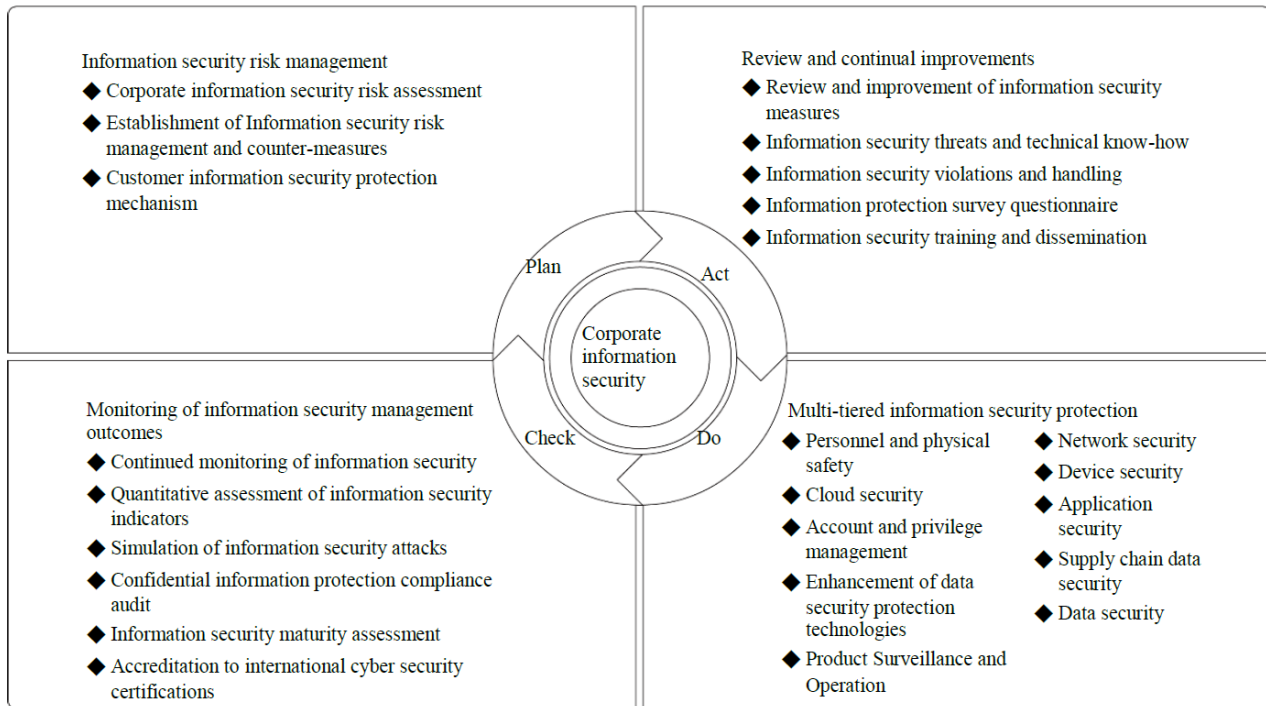 Information security risk management
◆ Corporate information security risk assessment
◆ Establishment of Information security risk
management and counter-measures
◆ Customer information security protection
mechanism
Review and continual improvements
◆ Review and improvement of information security
measures
◆ Information security threats and technical know-how
◆ Information security violations and handling
◆ Information protection survey questionnaire
◆ Information security training and dissemination
Plan
Act
Corporate
information
security
Check
Do
Monitoring of information security management
outcomes
◆ Continued monitoring of information security
◆ Quantitative assessment of information security
indicators
◆ Simulation of information security attacks
◆ Confidential information protection compliance
audit
◆ Information security maturity assessment
◆ Accreditation to international cyber security
certifications
Multi-tiered information security protection
◆ Personnel and physical
safety
◆ Cloud security
◆ Account and privilege
management
◆ Enhancement of data
security protection
technologies
◆ Product Surveillance and
Operation
◆ Network security
◆ Device security
◆ Application
security
◆ Supply chain data
security
◆ Data security